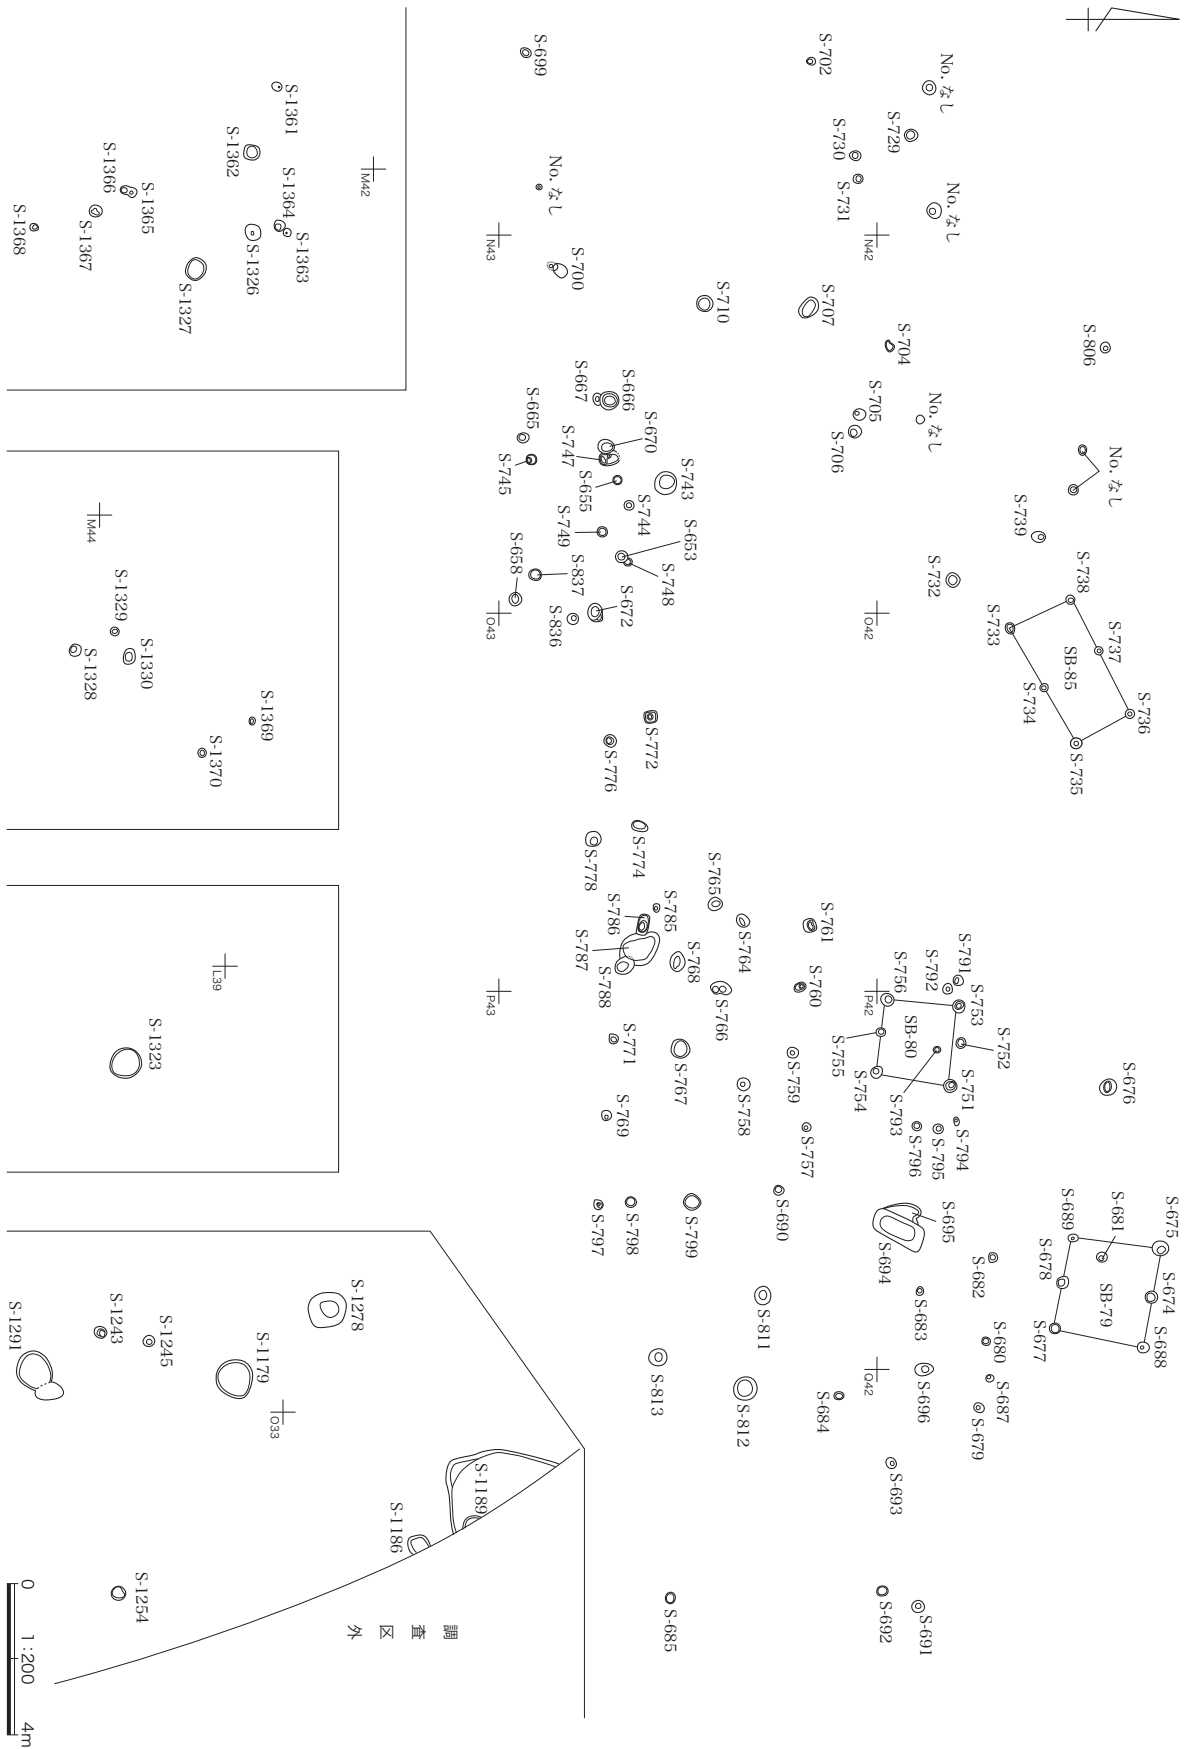 S-699
S-702
No. なし
S-729
S-730
S-731
No. なし
No. なし
N43
N42
S-700
S-710
S-707
S-704
S-806
S-705
S-706
No. なし
No. なし
S-667
S-666
S-665
S-670
S-747
S-745
S-743
S-655
S-744
S-749
S-653
S-748
S-658
S-837
S-836
S-672
O43
O42
S-739
S-732
S-738
S-733
S-737
SB-85
S-734
S-736
S-735
S-772
S-776
S-774
S-778
S-765
S-764
S-761
S-785
S-786
S-787
S-788
S-768
S-766
S-760
P43
P42
S-791
S-792
S-756
S-753
SB-80
S-752
S-755
S-754
S-751
S-793
S-794
S-795
S-796
S-771
S-767
S-759
S-758
S-757
S-769
S-676
S-797
S-798
S-799
S-690
S-695
S-694
S-675
S-681
S-689
S-678
SB-79
S-674
S-677
S-688
S-682
S-683
S-680
S-687
S-679
S-696
Q42
S-684
S-811
S-812
S-813
S-693
S-692
S-691
S-685
S-1361
S-1362
M42
S-1364
S-1363
S-1366
S-1365
S-1367
S-1368
S-1326
S-1327
M44
S-1329
S-1330
S-1328
S-1369
S-1370
L39
S-1323
S-1278
S-1243
S-1245
S-1291
S-1179
O33
S-1189
S-1186
S-1254
調査区外
0 1:200 4m